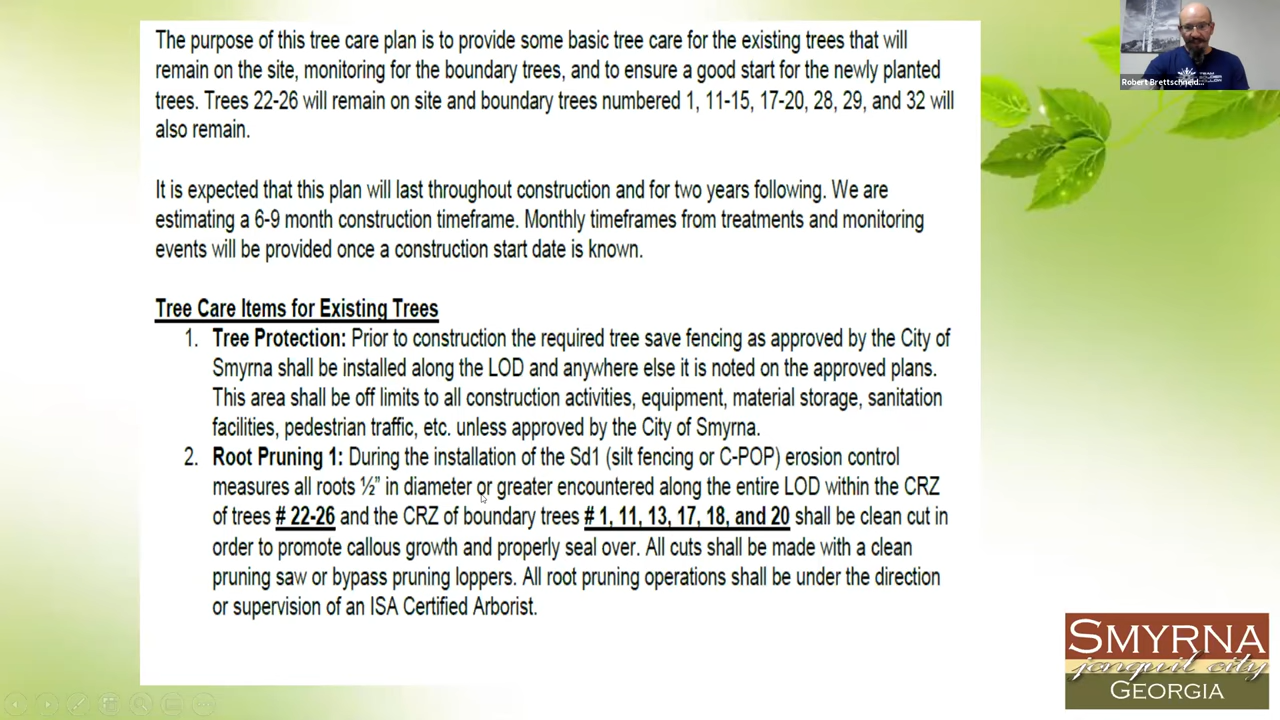 The purpose of this tree care plan is to provide some basic tree care for the existing trees that will
remain on the site, monitoring for the boundary trees, and to ensure a good start for the newly planted
trees. Trees 22-26 will remain on site and boundary trees numbered 1, 11-15, 17-20, 28, 29, and 32 will
also remain.
It is expected that this plan will last throughout construction and for two years following. We are
estimating a 6-9 month construction timeframe. Monthly timeframes from treatments and monitoring
events will be provided once a construction start date is known.
Tree Care Items for Existing Trees
1. Tree Protection: Prior to construction the required tree save fencing as approved by the City of
Smyrna shall be installed along the LOD and anywhere else it is noted on the approved plans.
This area shall be off limits to all construction activities, equipment, material storage, sanitation
facilities, pedestrian traffic, etc. unless approved by the City of Smyrna.
2. Root Pruning 1: During the installation of the Sd1 (silt fencing or C-POP) erosion control
measures all roots ½” in diameter or greater encountered along the entire LOD within the CRZ
of trees # 22-26 and the CRZ of boundary trees # 1, 11, 13, 17, 18, and 20 shall be clean cut in
order to promote callous growth and properly seal over. All cuts shall be made with a clean
pruning saw or bypass pruning loppers. All root pruning operations shall be under the direction
or supervision of an ISA Certified Arborist.
Robert Brettschneid...
SMYRNA
jonquil city
GEORGIA